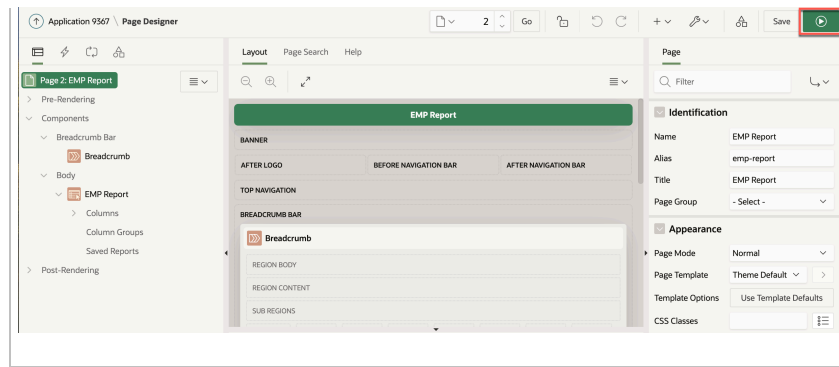 Application 9367 \ Page Designer
2 Go Save
Layout Page Search Help
Page
Page 2: EMP Report
Filter
Pre-Rendering
Components
Breadcrumb Bar
Breadcrumb
Body
EMP Report
Columns
Column Groups
Saved Reports
Post-Rendering
EMP Report
BANNER
AFTER LOGO BEFORE NAVIGATION BAR AFTER NAVIGATION BAR
TOP NAVIGATION
BREADCRUMB BAR
Breadcrumb
REGION BODY
REGION CONTENT
SUB REGIONS
Identification
Name EMP Report
Alias emp-report
Title EMP Report
Page Group - Select -
Appearance
Page Mode Normal
Page Template Theme Default
Template Options Use Template Defaults
CSS Classes